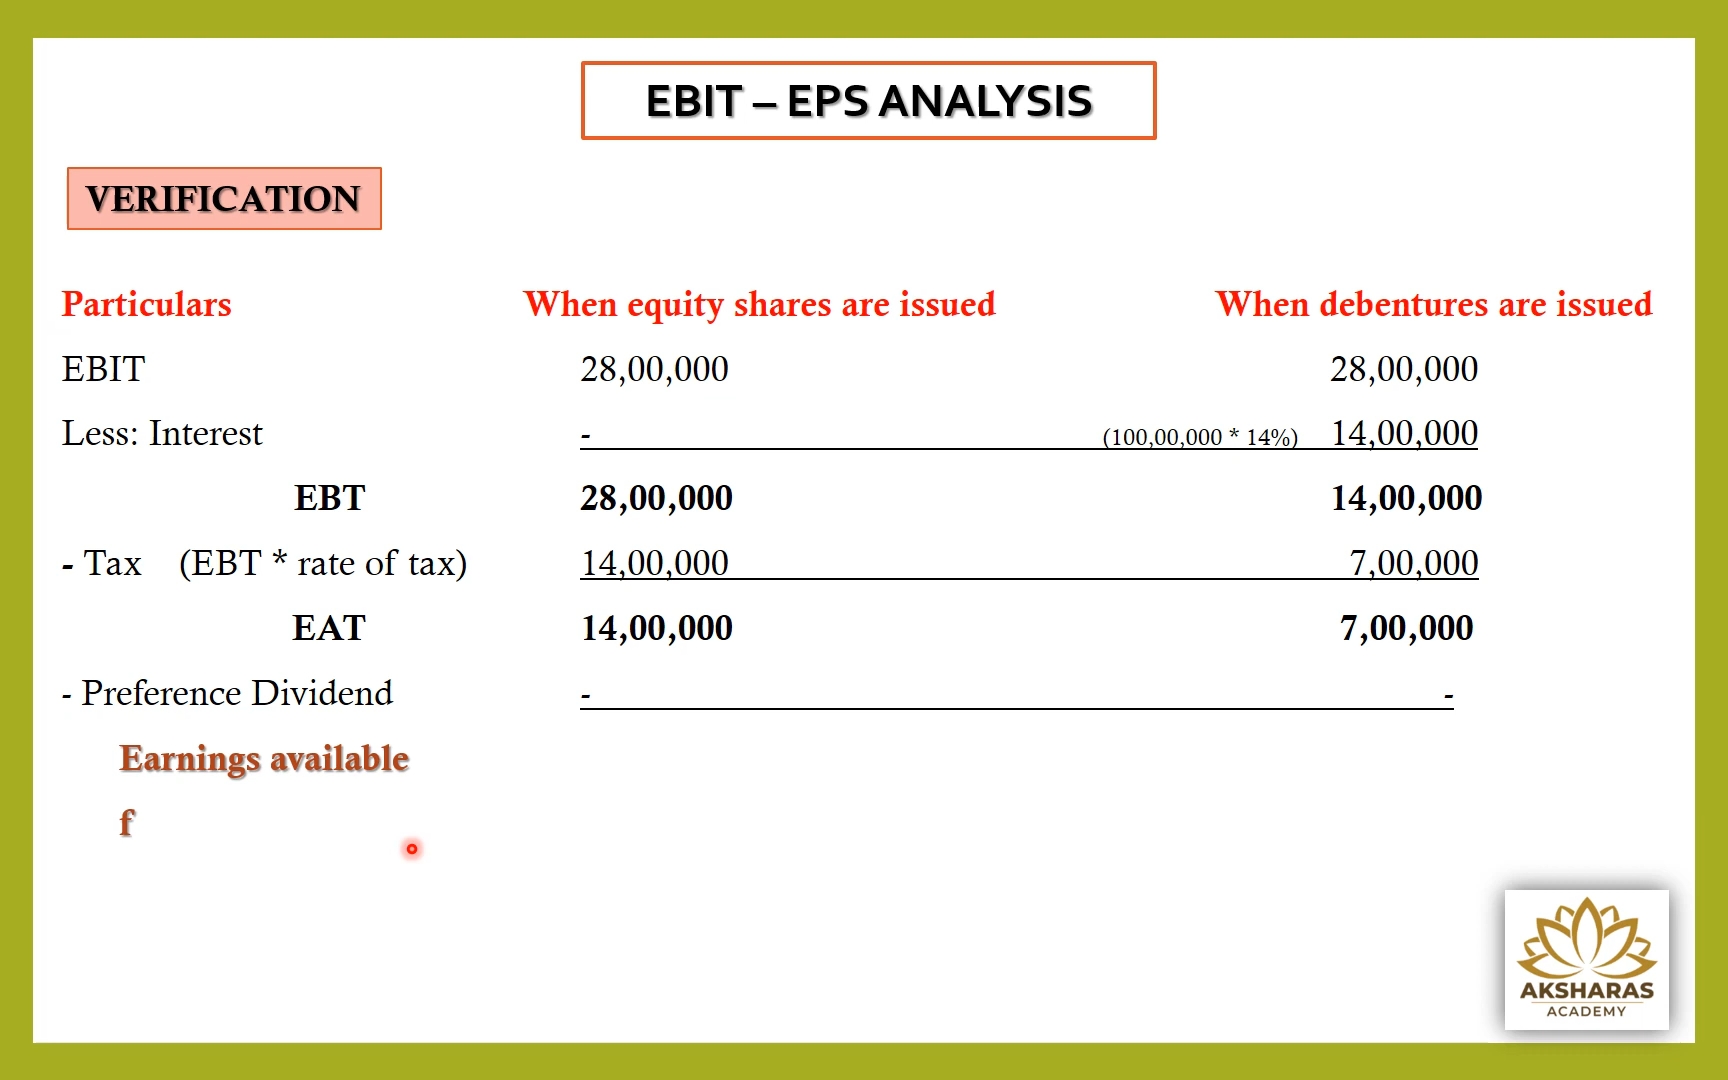 EBIT – EPS ANALYSIS
VERIFICATION
Particulars When equity shares are issued When debentures are issued
EBIT 28,00,000 28,00,000
Less: Interest - (100,00,000 * 14%) 14,00,000
EBT 28,00,000 14,00,000
- Tax (EBT * rate of tax) 14,00,000 7,00,000
EAT 14,00,000 7,00,000
- Preference Dividend - -
Earnings available
f
AKSHARAS
ACADEMY